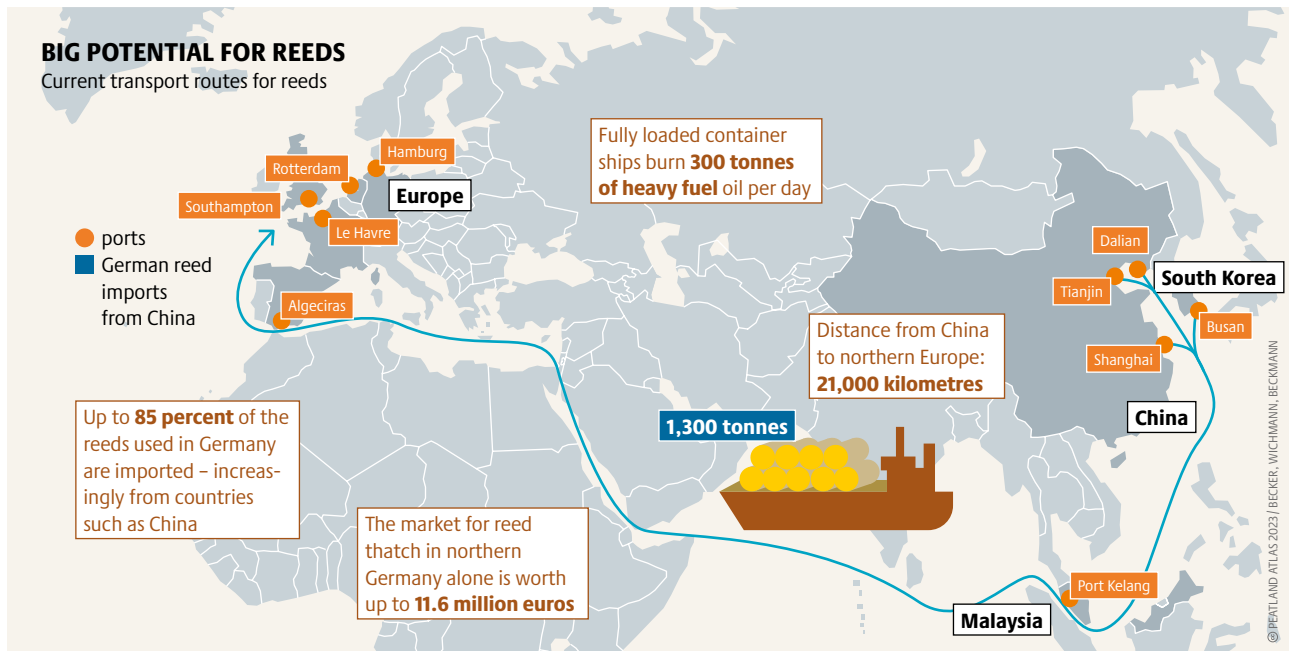 BIG POTENTIAL FOR REEDS
Current transport routes for reeds
Hamburg
Rotterdam
Europe
Southampton
Le Havre
ports
German reed
imports
from China
Algeciras
Fully loaded container
ships burn 300 tonnes
of heavy fuel oil per day
Dalian
South Korea
Tianjin
Busan
Shanghai
China
Distance from China
to northern Europe:
21,000 kilometres
Up to 85 percent of the
reeds used in Germany
are imported – increas-
ingly from countries
such as China
1,300 tonnes
The market for reed
thatch in northern
Germany alone is worth
up to 11.6 million euros
Port Kelang
Malaysia
© PEATLAND ATLAS 2023 / BECKER, WICHMANN, BECKMANN